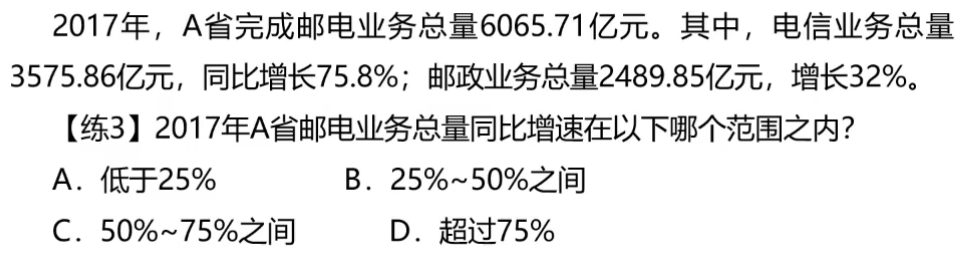 2017年，A省完成邮电业务总量6065.71亿元。其中，电信业务总量
3575.86亿元，同比增长75.8%；邮政业务总量2489.85亿元，增长32%。
【练3】2017年A省邮电业务总量同比增速在以下哪个范围之内？
A．低于25% B．25%~50%之间
C．50%~75%之间 D．超过75%